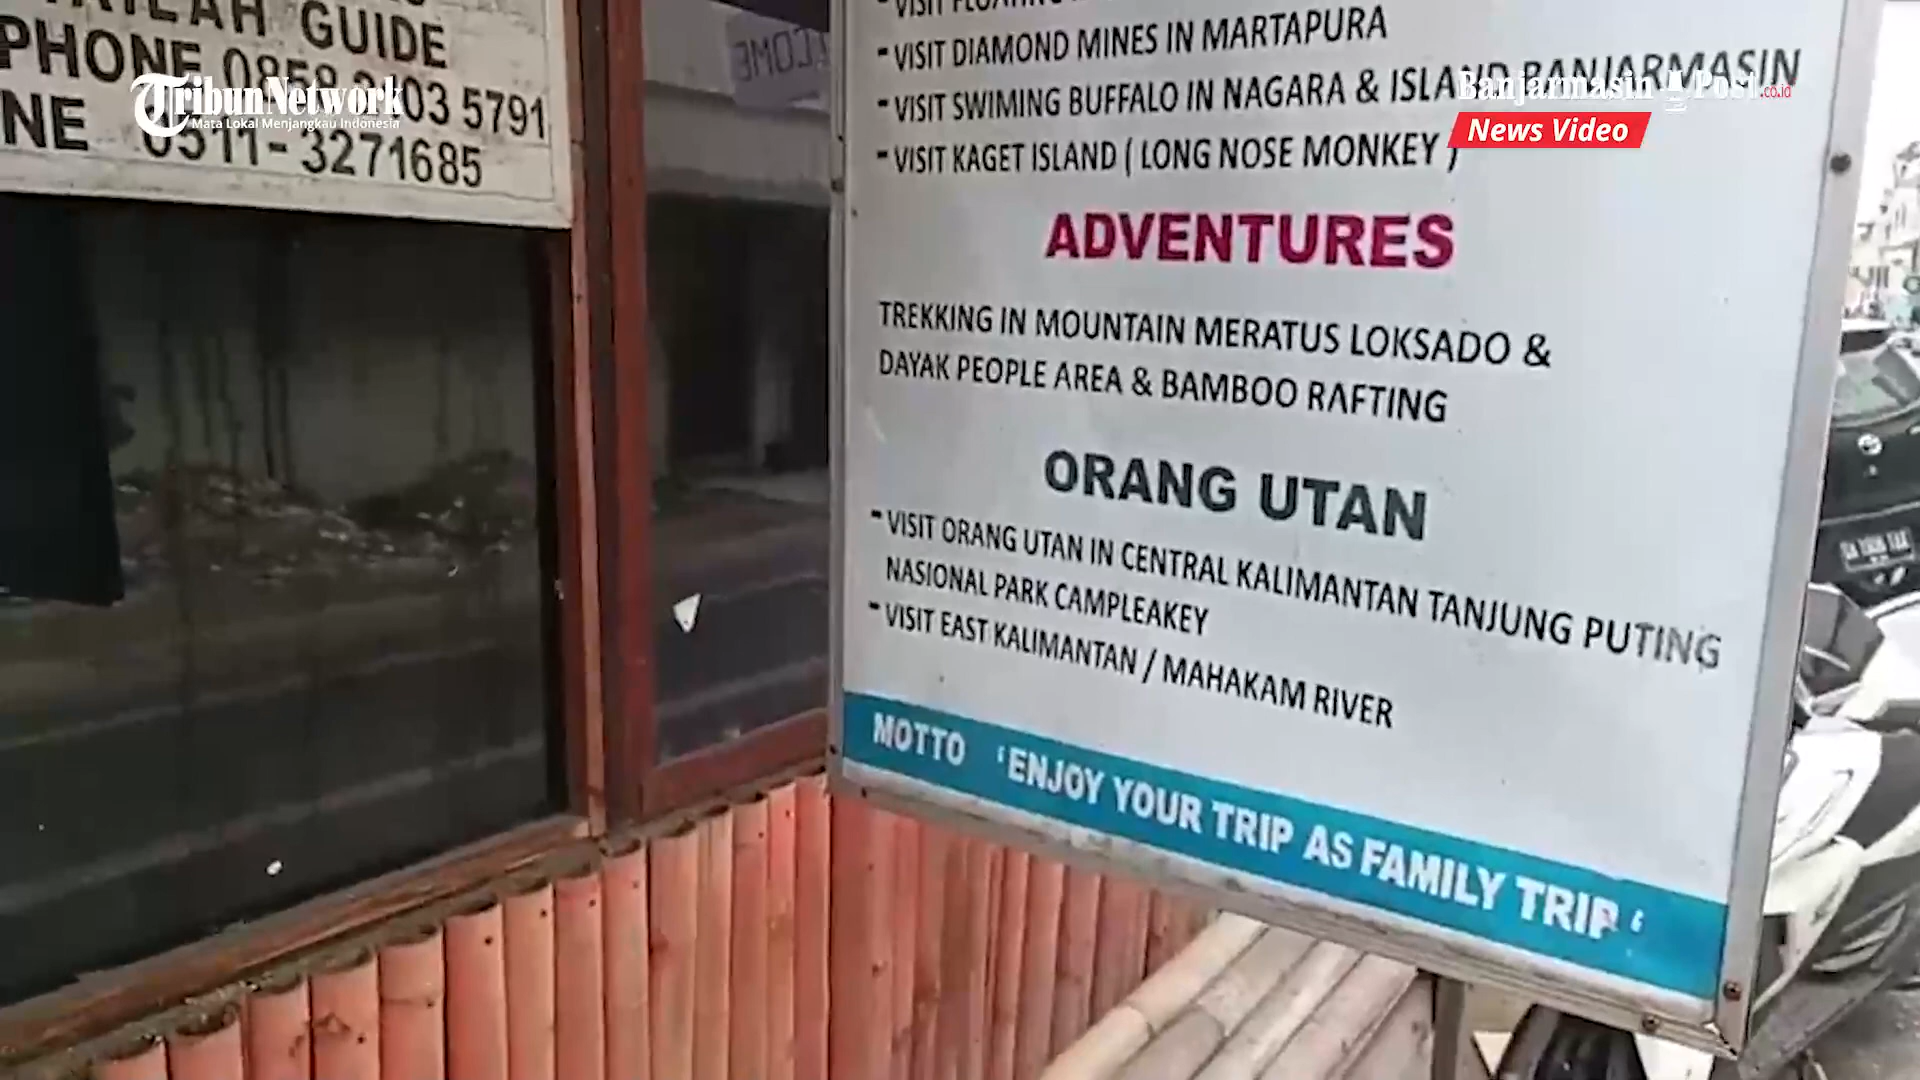 GUIDE
PHONE 0858 2103 5791
NE 0511-3271685
TribunNetwork
Mata Lokal Menjangkau Indonesia
- VISIT DIAMOND MINES IN MARTAPURA
- VISIT SWIMING BUFFALO IN NAGARA & ISLAND BANJARMASIN
- VISIT KAGET ISLAND ( LONG NOSE MONKEY )
Banjarmasin Post.co.id
News Video
ADVENTURES
TREKKING IN MOUNTAIN MERATUS LOKSADO &
DAYAK PEOPLE AREA & BAMBOO RAFTING
ORANG UTAN
- VISIT ORANG UTAN IN CENTRAL KALIMANTAN TANJUNG PUTING
NASIONAL PARK CAMPLEAKEY
- VISIT EAST KALIMANTAN / MAHAKAM RIVER
MOTTO ‘ENJOY YOUR TRIP AS FAMILY TRIP‘